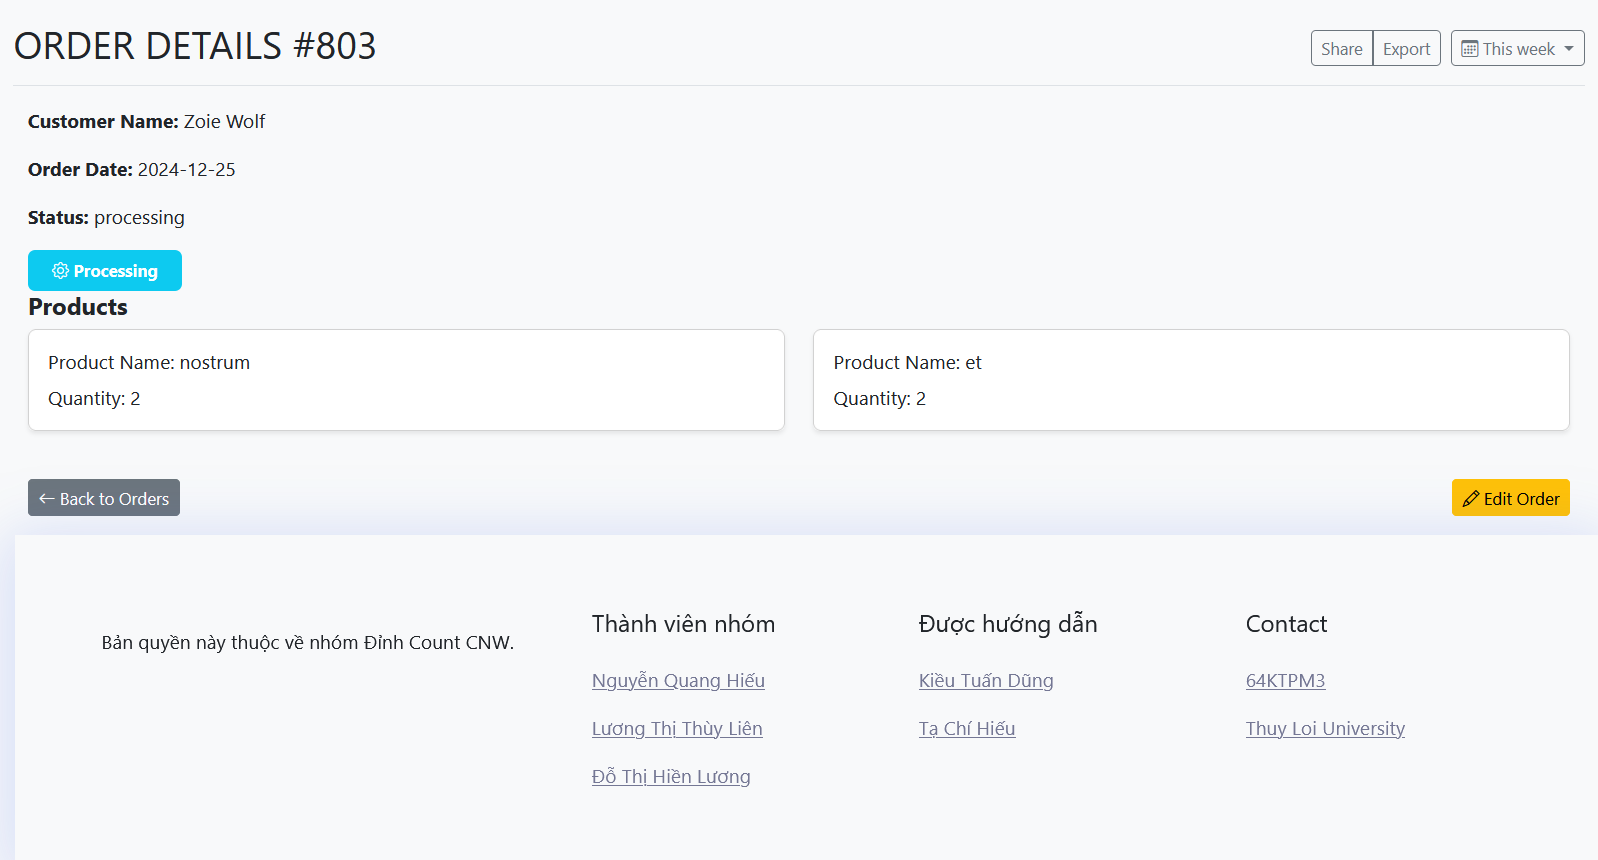 ORDER DETAILS #803
Share
Export
This week
Customer Name: Zoie Wolf
Order Date: 2024-12-25
Status: processing
Processing
Products
Product Name: nostrum
Quantity: 2
Product Name: et
Quantity: 2
Back to Orders
Edit Order
Bản quyền này thuộc về nhóm Đỉnh Count CNW.
Thành viên nhóm
Nguyễn Quang Hiếu
Lương Thị Thùy Liên
Đỗ Thị Hiền Lương
Được hướng dẫn
Kiều Tuấn Dũng
Tạ Chí Hiếu
Contact
64KTPM3
Thuy Loi University